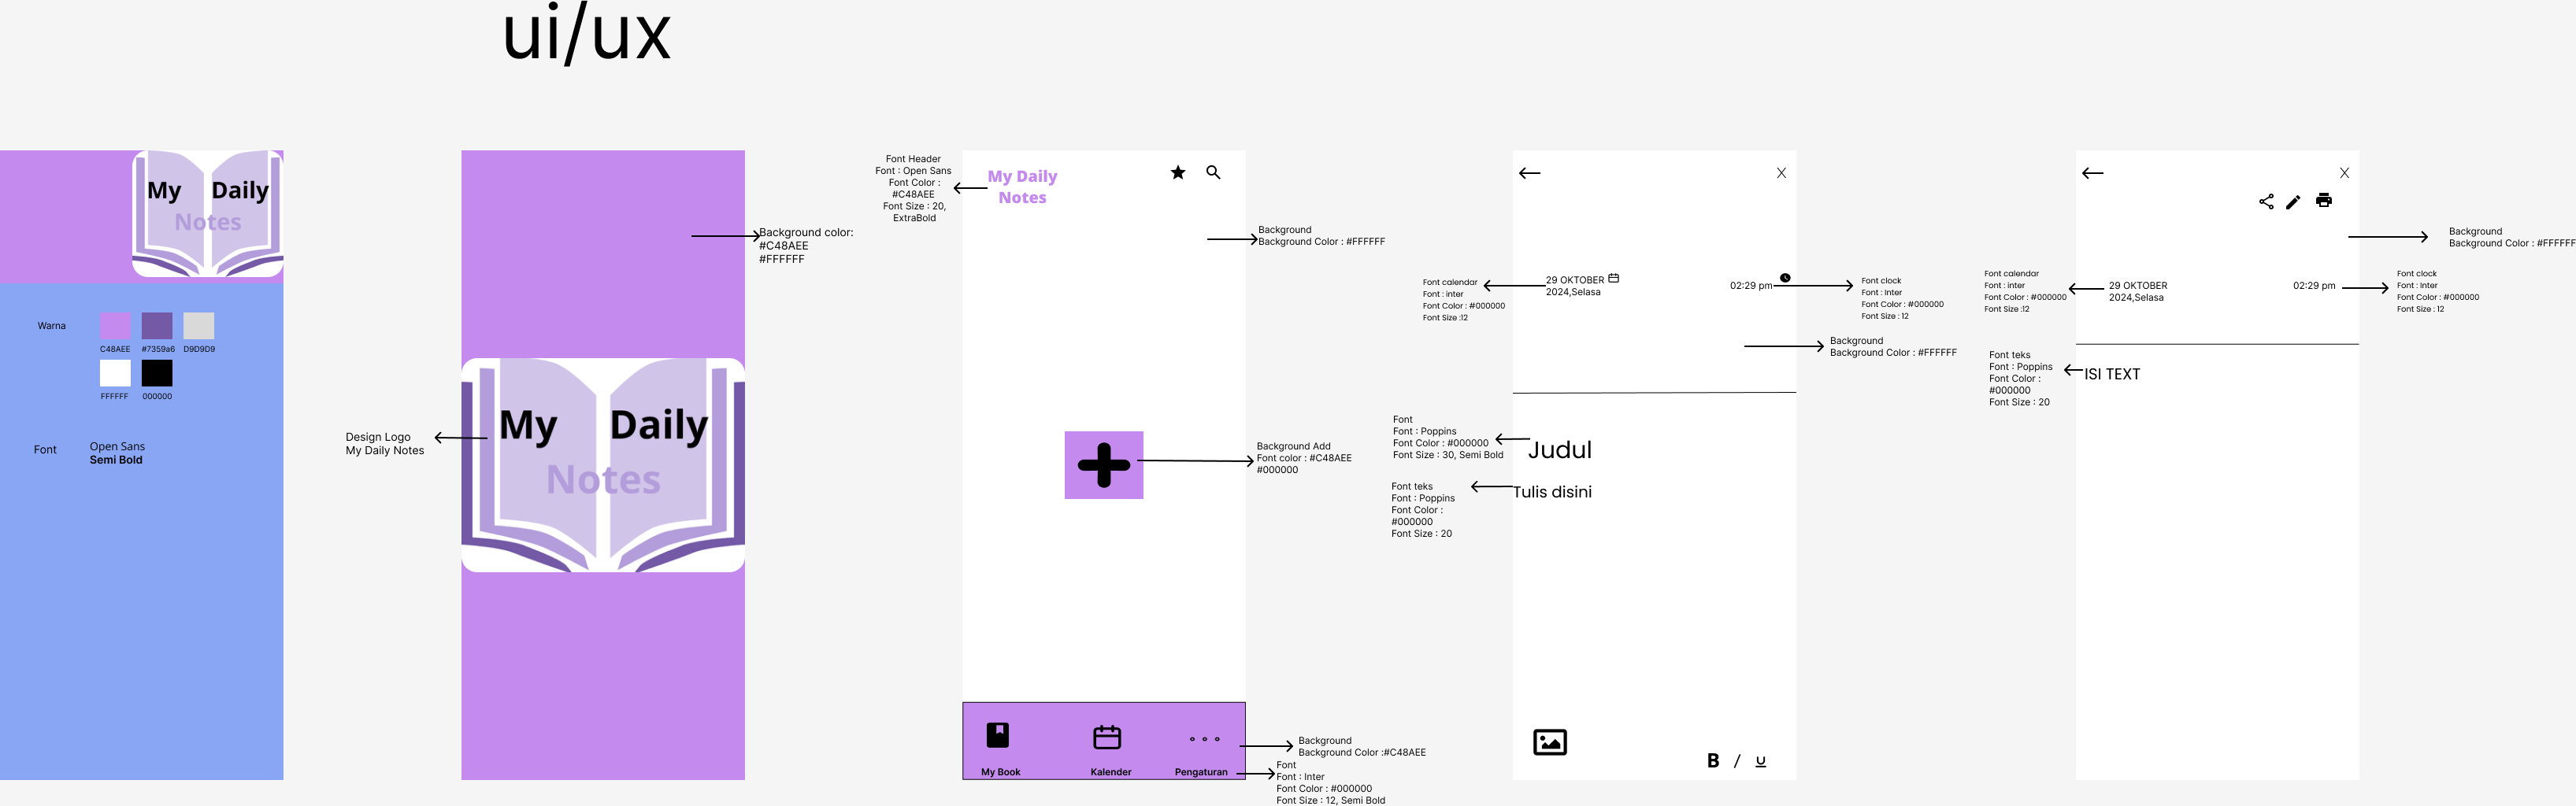 ui/ux
My Daily
Notes
Warna
C48AEE #7359a6 D9D9D9
FFFFFF 000000
Font
Open Sans
Semi Bold
Background color:
#C48AEE
#FFFFFF
Design Logo
My Daily Notes
My Daily
Notes
Font Header
Font : Open Sans
Font Color :
#C48AEE
Font Size : 20,
ExtraBold
My Daily
Notes
Background
Background Color : #FFFFFF
Background Add
Font color : #C48AEE
#000000
My Book
Kalender
Pengaturan
Background
Background Color :#C48AEE
Font
Font : Inter
Font Color : #000000
Font Size : 12, Semi Bold
X
Font calendar
Font : inter
Font Color : #000000
Font Size :12
29 OKTOBER
2024,Selasa
02:29 pm
Font clock
Font : Inter
Font Color : #000000
Font Size : 12
Background
Background Color : #FFFFFF
Font
Font : Poppins
Font Color : #000000
Font Size : 30, Semi Bold
Judul
Font teks
Font : Poppins
Font Color :
#000000
Font Size : 20
Tulis disini
B / U
X
Background
Background Color : #FFFFFF
Font calendar
Font : inter
Font Color : #000000
Font Size :12
29 OKTOBER
2024,Selasa
02:29 pm
Font clock
Font : Inter
Font Color : #000000
Font Size : 12
Font teks
Font : Poppins
Font Color :
#000000
Font Size : 20
ISI TEXT